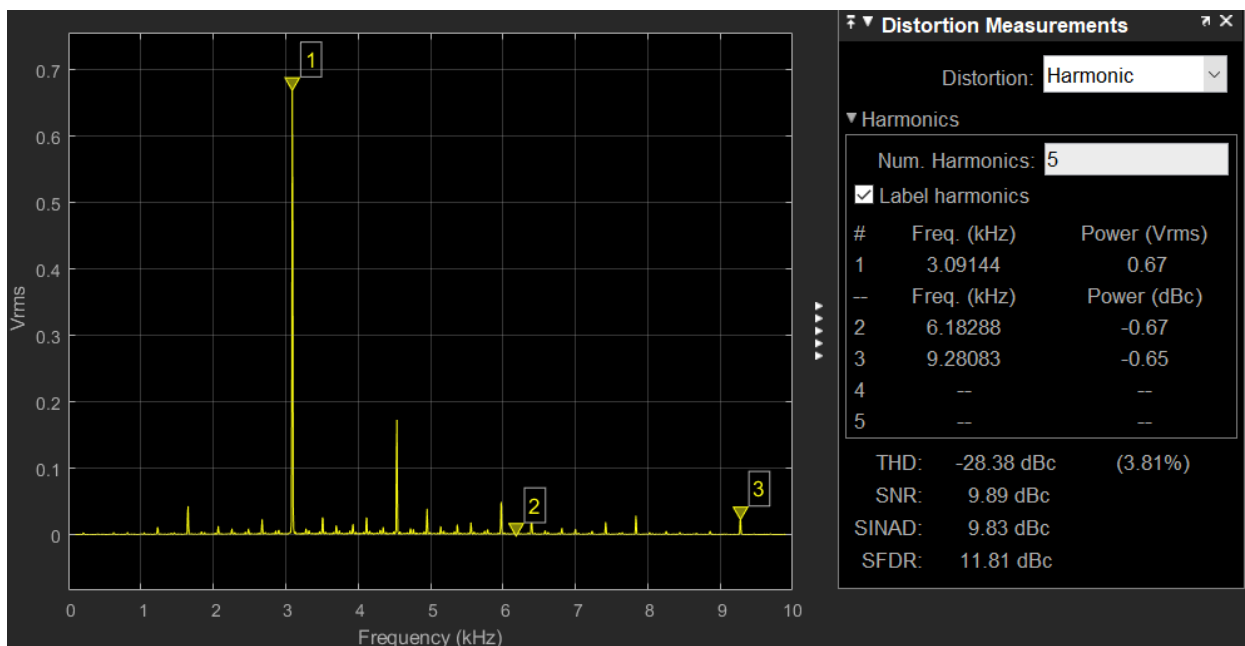 0.7
0.6
0.5
0.4
0.3
0.2
0.1
0
Vrms
1
2
3
0 1 2 3 4 5 6 7 8 9 10
Frequency (kHz)
Distortion Measurements
Distortion: Harmonic
Harmonics
Num. Harmonics: 5
Label harmonics
# Freq. (kHz) Power (Vrms)
1 3.09144 0.67
-- Freq. (kHz) Power (dBc)
2 6.18288 -0.67
3 9.28083 -0.65
4 -- --
5 -- --
THD: -28.38 dBc (3.81%)
SNR: 9.89 dBc
SINAD: 9.83 dBc
SFDR: 11.81 dBc